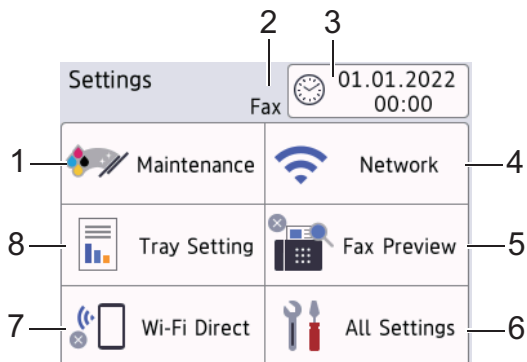 2 3
Settings
Fax
01.01.2022
00:00
1 Maintenance Network 4
8 Tray Setting Fax Preview 5
7 Wi-Fi Direct All Settings 6